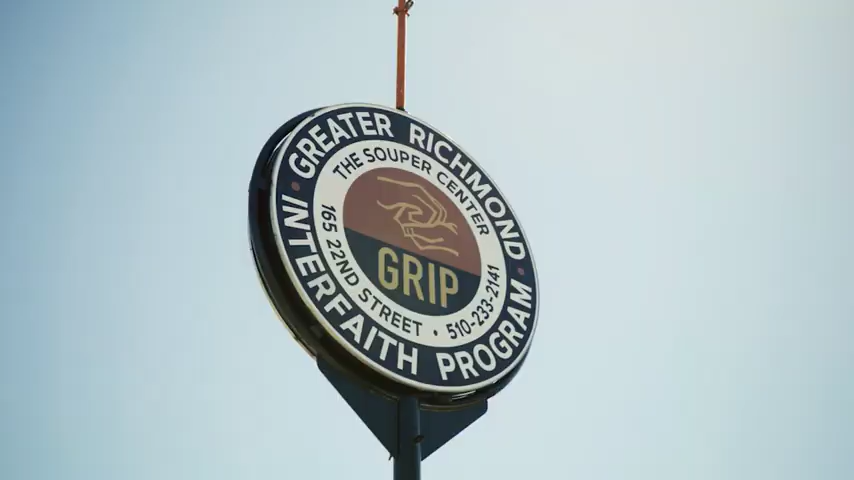 GREATER RICHMOND
INTERFAITH PROGRAM
THE SOUPER CENTER
165 22ND STREET • 510-233-2141
GRIP